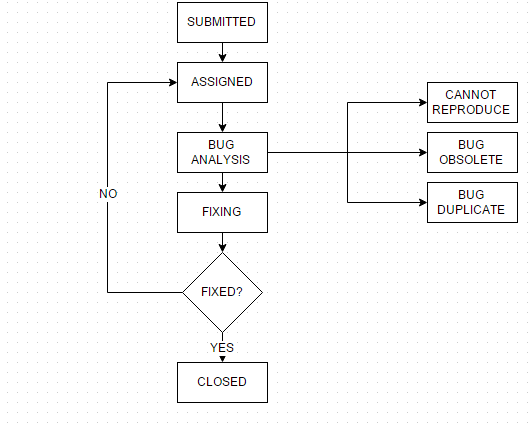 SUBMITTED
ASSIGNED
BUG
ANALYSIS
CANNOT
REPRODUCE
BUG
OBSOLETE
BUG
DUPLICATE
NO
FIXING
FIXED?
YES
CLOSED